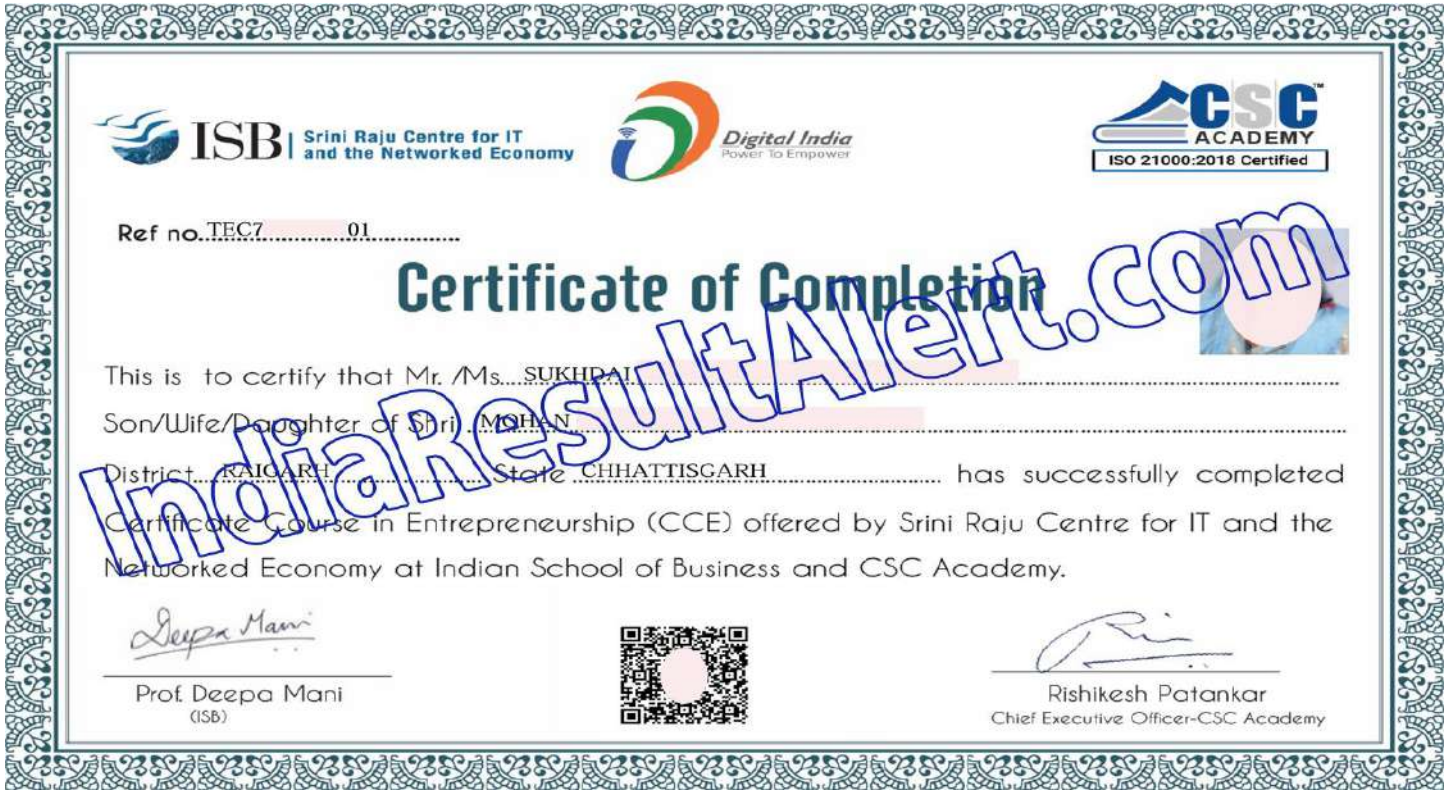 ISB | Srini Raju Centre for IT
and the Networked Economy
Digital India
Power To Empower
CSC™
ACADEMY
ISO 21000:2018 Certified
Ref no. TEC7 01
Certificate of Completion
This is to certify that Mr. /Ms. SUKHDAI
Son/Wife/Daughter of Shri MOHAN
District RAIGARH State CHHATTISGARH has successfully completed
Certificate Course in Entrepreneurship (CCE) offered by Srini Raju Centre for IT and the
Networked Economy at Indian School of Business and CSC Academy.
IndiaResultAlert.com
Deepa Mani
Prof. Deepa Mani
(ISB)
Rishikesh Patankar
Chief Executive Officer-CSC Academy